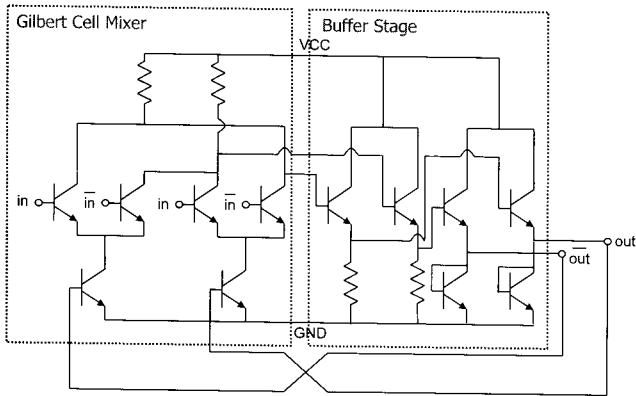 Gilbert Cell Mixer
Buffer Stage
VCC
in
in̅
in
in̅
out
out̅
GND